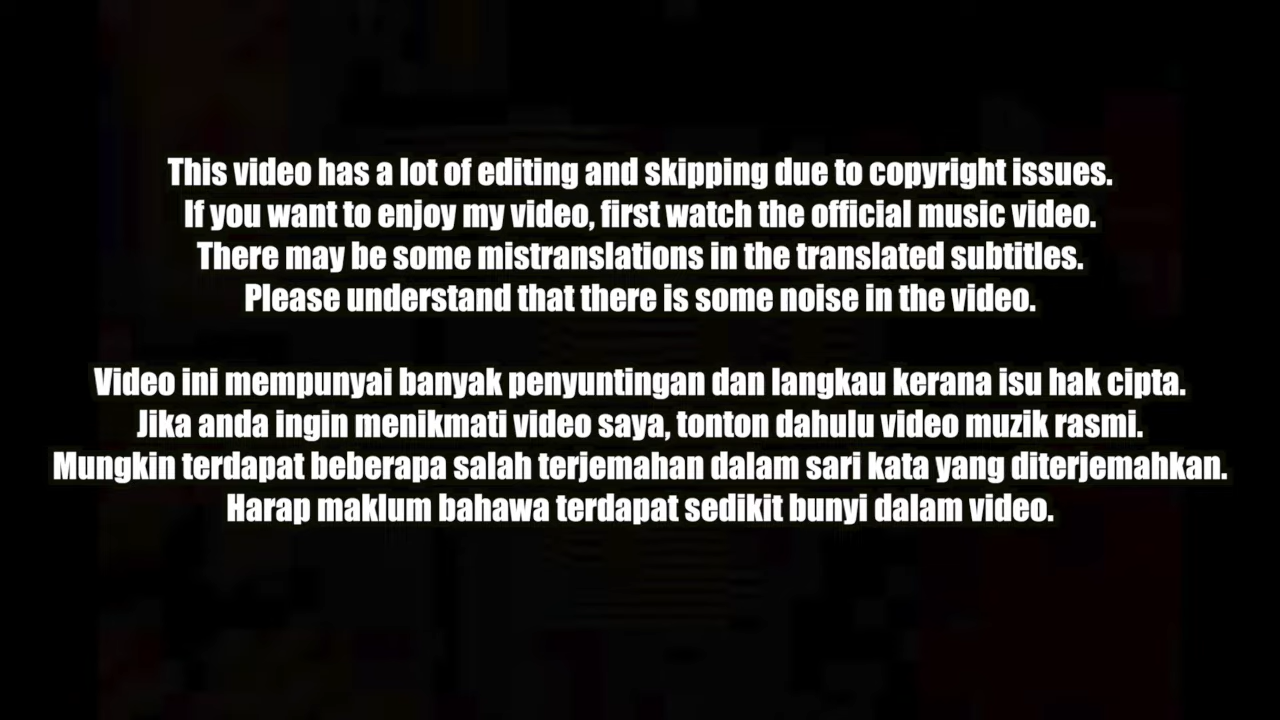 This video has a lot of editing and skipping due to copyright issues.
If you want to enjoy my video, first watch the official music video.
There may be some mistranslations in the translated subtitles.
Please understand that there is some noise in the video.
Video ini mempunyai banyak penyuntingan dan langkau kerana isu hak cipta.
Jika anda ingin menikmati video saya, tonton dahulu video muzik rasmi.
Mungkin terdapat beberapa salah terjemahan dalam sari kata yang diterjemahkan.
Harap maklum bahawa terdapat sedikit bunyi dalam video.